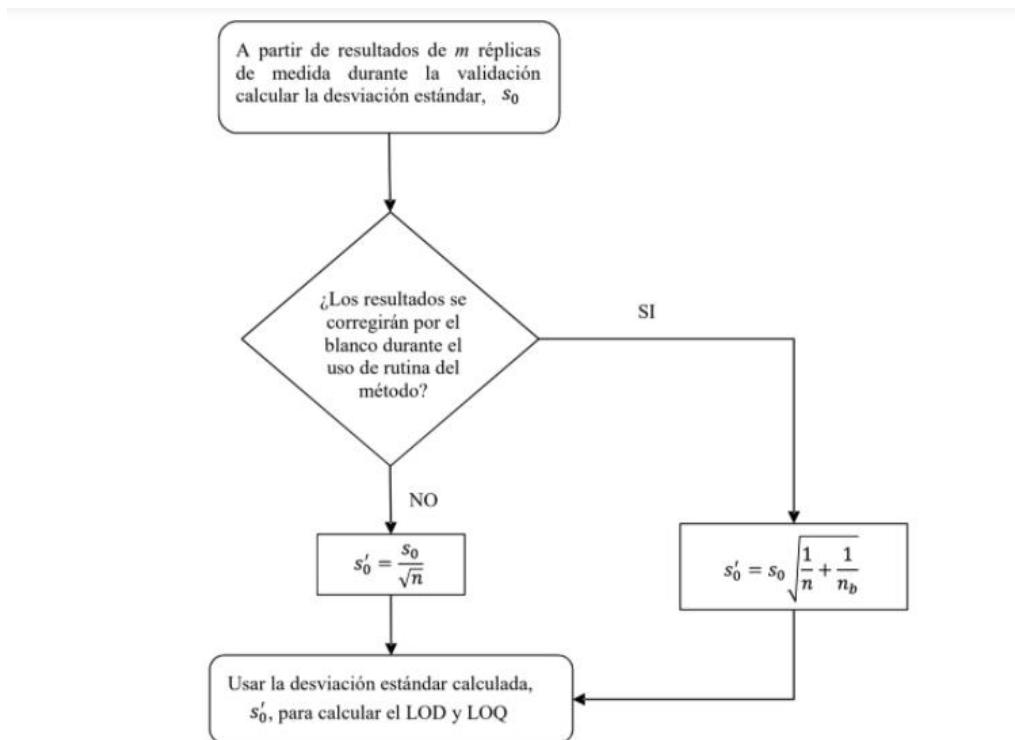 A partir de resultados de m réplicas
de medida durante la validación
calcular la desviación estándar, s₀
¿Los resultados se
corregirán por el
blanco durante el
uso de rutina del
método?
SI
NO
s′₀ = s₀/√n
s′₀ = s₀ √(1/n + 1/n_b)
Usar la desviación estándar calculada,
s′₀, para calcular el LOD y LOQ